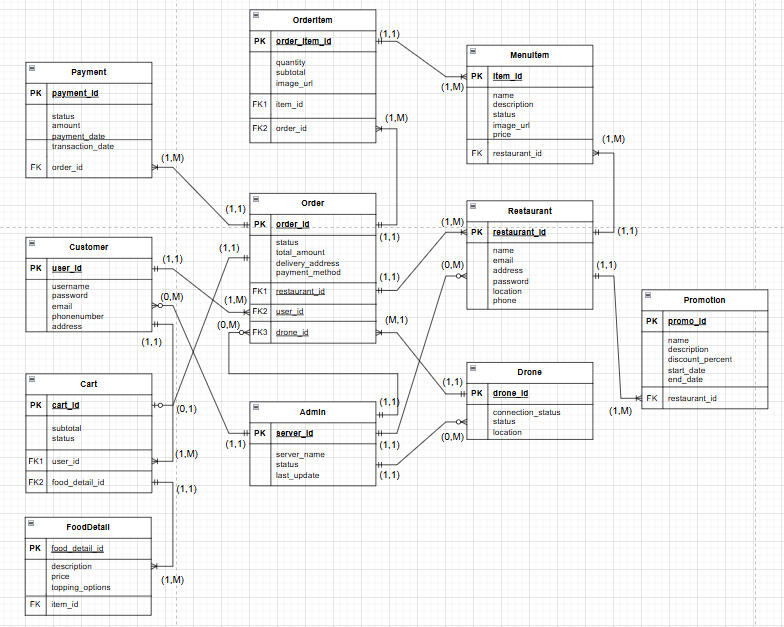 OrderItem
PK order_item_id
quantity
subtotal
image_url
FK1 item_id
FK2 order_id
(1,1)
(1,M)
(1,M)
MenuItem
PK item_id
name
description
status
image_url
price
FK restaurant_id
(1,M)
Payment
PK payment_id
status
amount
payment_date
transaction_date
FK order_id
(1,M)
(1,1)
Order
PK order_id
status
total_amount
delivery_address
payment_method
FK1 restaurant_id
FK2 user_id
FK3 drone_id
(1,1)
(1,1)
(1,1)
(1,M)
(0,M)
(M,1)
Restaurant
PK restaurant_id
name
email
address
password
location
phone
(1,M)
(0,M)
(1,1)
(1,1)
Customer
PK user_id
username
password
email
phonenumber
address
(1,1)
(0,M)
(1,1)
Promotion
PK promo_id
name
description
discount_percent
start_date
end_date
FK restaurant_id
(1,M)
Drone
PK drone_id
connection_status
status
location
(1,1)
(0,M)
Cart
PK cart_id
subtotal
status
FK1 user_id
FK2 food_detail_id
(0,1)
(1,M)
(1,1)
Admin
PK server_id
server_name
status
last_update
(1,1)
(1,1)
(1,1)
(1,1)
FoodDetail
PK food_detail_id
description
price
topping_options
FK item_id
(1,M)